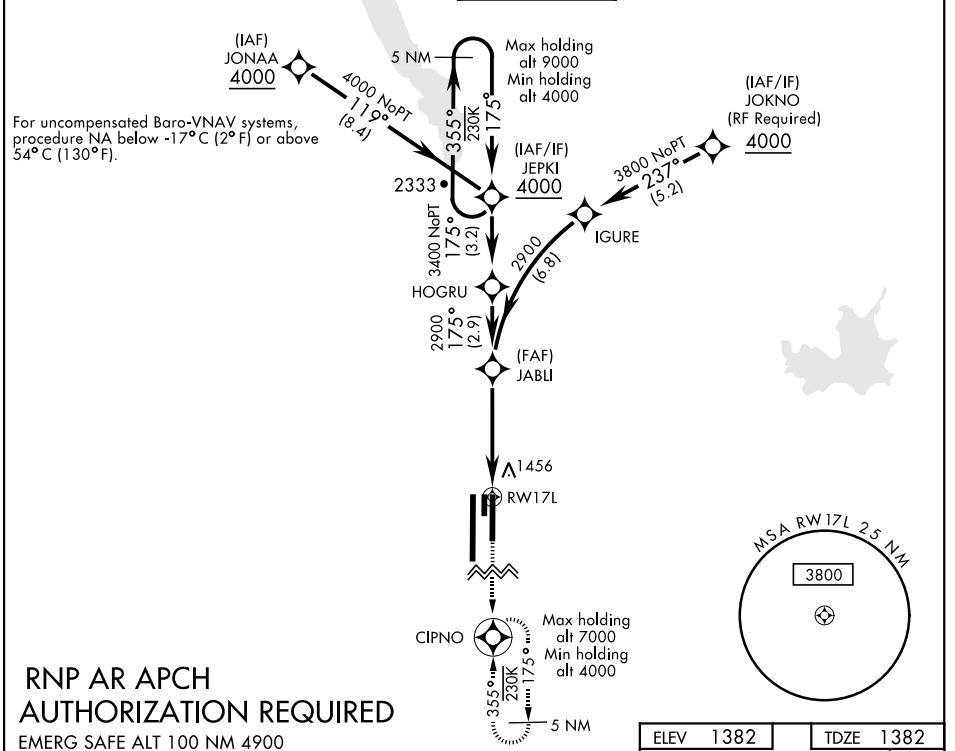 (IAF)
JONAA
4000
4000 NoPT
119°
(8.4)
5 NM
355°
230K
175°
Max holding
alt 9000
Min holding
alt 4000
(IAF/IF)
JOKNO
(RF Required)
4000
For uncompensated Baro-VNAV systems,
procedure NA below -17°C (2°F) or above
54°C (130°F).
(IAF/IF)
JEPKI
4000
3800 NoPT
237°
(5.2)
2333
IGURE
3400 NoPT
175°
(3.2)
2900
(6.8)
HOGRU
2900
175°
(2.9)
(FAF)
JABLI
1456
RW17L
MSA RW17L 25 NM
3800
CIPNO
Max holding
alt 7000
Min holding
alt 4000
355°
230K
175°
5 NM
RNP AR APCH
AUTHORIZATION REQUIRED
EMERG SAFE ALT 100 NM 4900
ELEV 1382
TDZE 1382